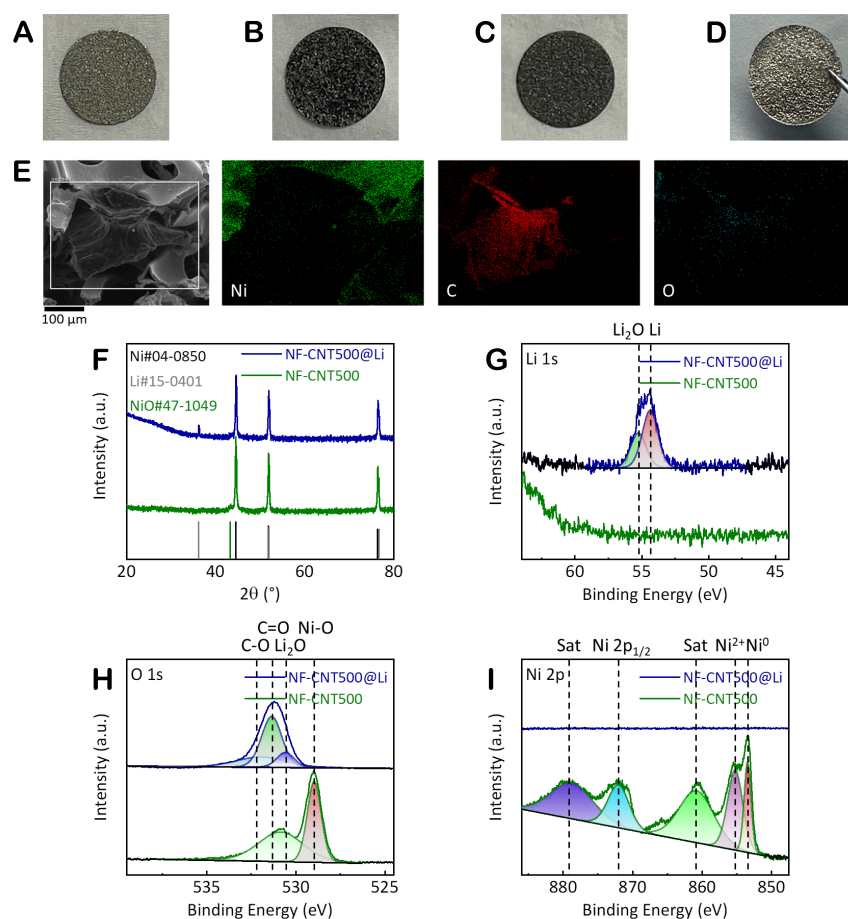 A
B
C
D
E
Ni
C
O
100 μm
F
Ni#04-0850
Li#15-0401
NiO#47-1049
NF-CNT500@Li
NF-CNT500
Intensity (a.u.)
20
40
60
80
2θ (°)
G
Li₂O Li
Li 1s
NF-CNT500@Li
NF-CNT500
Intensity (a.u.)
60
55
50
45
Binding Energy (eV)
H
C=O Ni-O
C-O Li₂O
O 1s
NF-CNT500@Li
NF-CNT500
Intensity (a.u.)
535
530
525
Binding Energy (eV)
I
Sat Ni 2p₁/₂ Sat Ni²⁺Ni⁰
Ni 2p
NF-CNT500@Li
NF-CNT500
Intensity (a.u.)
880
870
860
850
Binding Energy (eV)